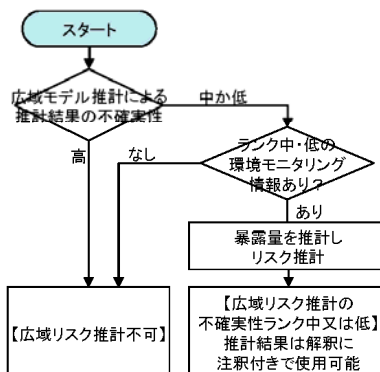 スタート
広域モデル推計による
推計結果の不確実性
中か低
高
ランク中・低の
環境モニタリング
情報あり？
なし
あり
暴露量を推計し
リスク推計
【広域リスク推計不可】
【広域リスク推計の
不確実性ランク中又は低】
推計結果は解釈に
注釈付きで使用可能